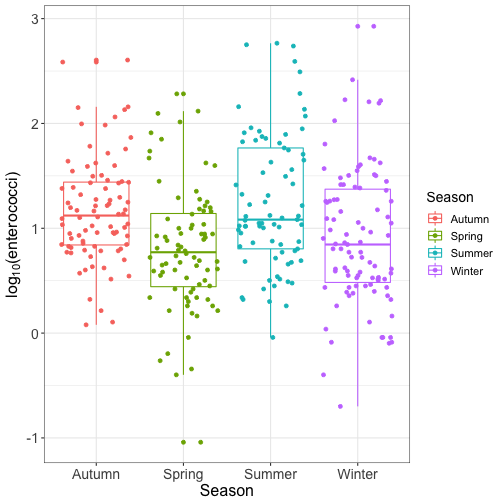 3
2
1
0
-1
log₁₀(enterococci)
Autumn Spring Summer Winter
Season
Season
Autumn
Spring
Summer
Winter